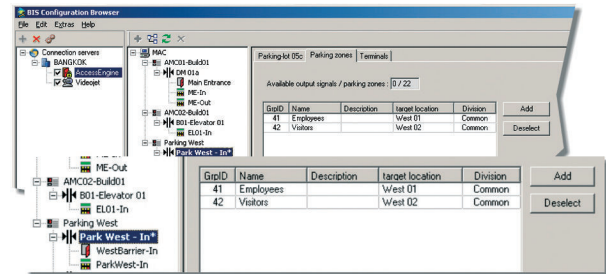 BIS Configuration Browser
File Edit Extras Help
Connection servers
BANGKOK
AccessEngine
Videojet
MAC
AMC01-Build01
DM 01a
Main Entrance
ME-In
ME-Out
AMC02-Build01
B01-Elevator 01
EL01-In
Parking West
Park West - In*
Parking-lot 05c Parking zones Terminals
Available output signals / parking zones : 0 / 22
GrpID Name Description target location Division
41 Employees West 01 Common
42 Visitors West 02 Common
Add
Deselect
ME-Out
AMC02-Build01
B01-Elevator 01
EL01-In
Parking West
Park West - In*
WestBarrier-In
ParkWest-In
GrpID Name Description target location Division
41 Employees West 01 Common
42 Visitors West 02 Common
Add
Deselect